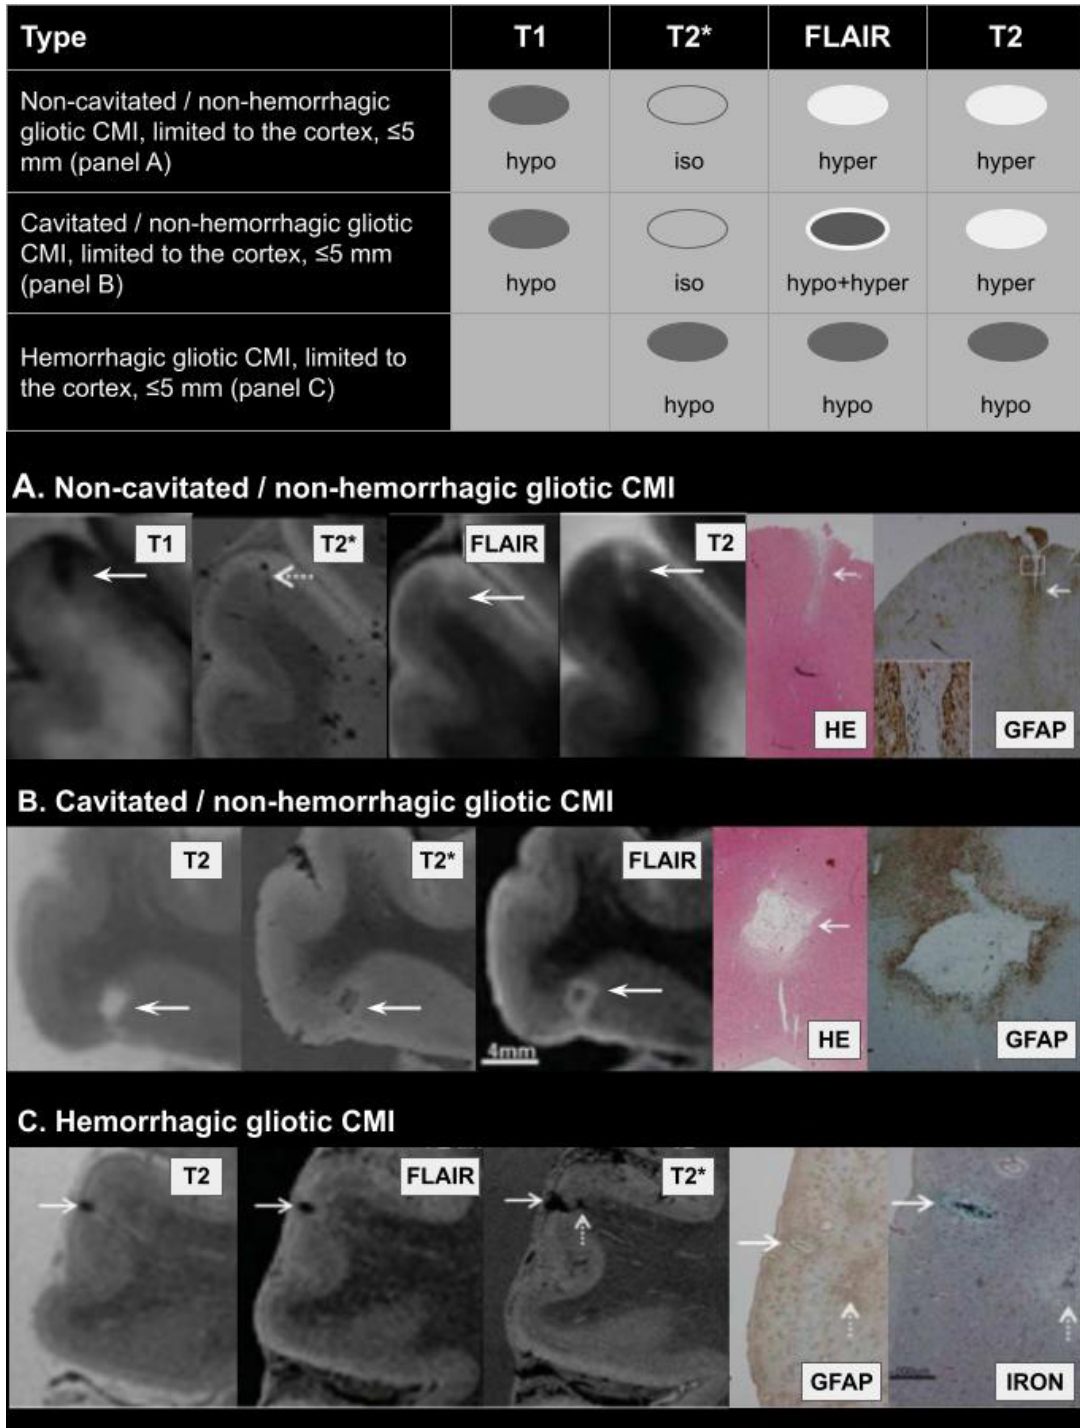 Type T1 T2* FLAIR T2
Non-cavitated / non-hemorrhagic
gliotic CMI, limited to the cortex, ≤5
mm (panel A)
hypo iso hyper hyper
Cavitated / non-hemorrhagic gliotic
CMI, limited to the cortex, ≤5 mm
(panel B)
hypo iso hypo+hyper hyper
Hemorrhagic gliotic CMI, limited to
the cortex, ≤5 mm (panel C)
hypo hypo hypo
A. Non-cavitated / non-hemorrhagic gliotic CMI
T1 T2* FLAIR T2
HE GFAP
B. Cavitated / non-hemorrhagic gliotic CMI
T2 T2* FLAIR
4mm
HE GFAP
C. Hemorrhagic gliotic CMI
T2 FLAIR T2*
GFAP IRON